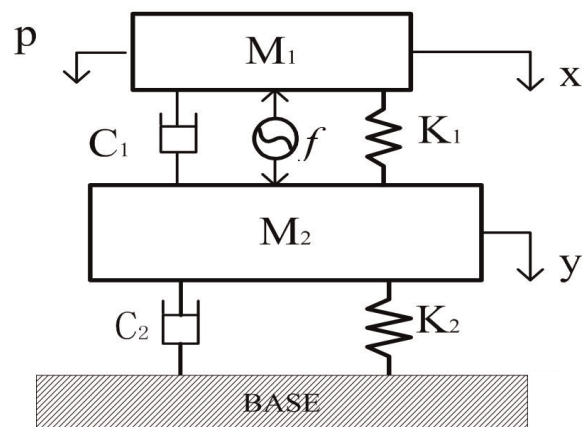 p
M₁
x
C₁
f
K₁
M₂
y
C₂
K₂
BASE